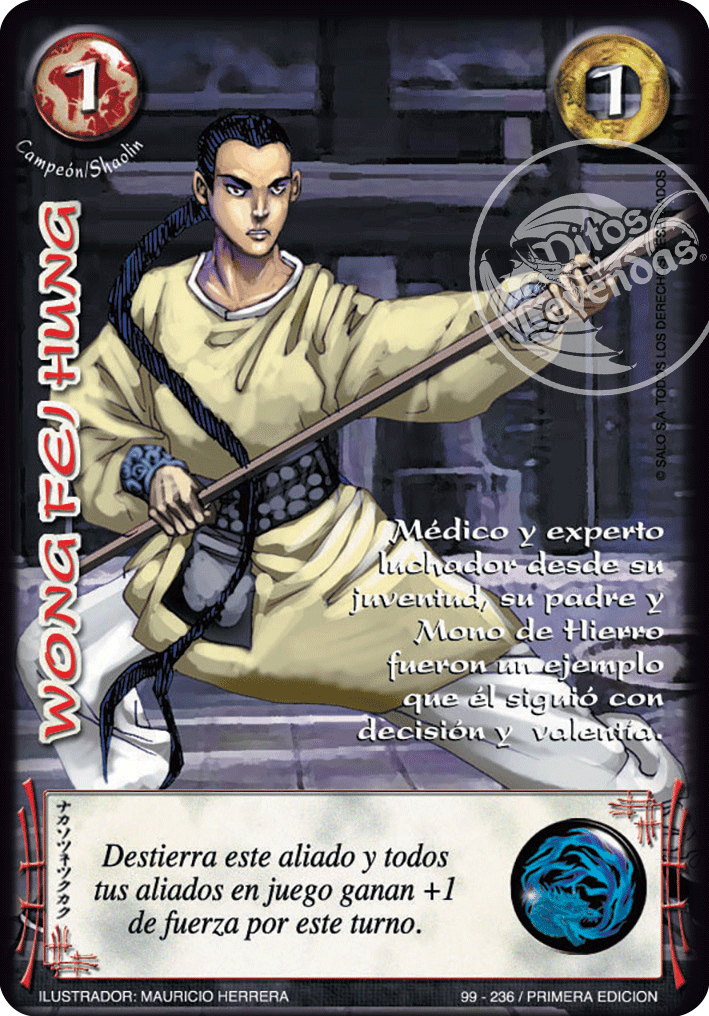 1
1
Campeón/Shaolin
WONG FEI HUNG
Mitos
Leyendas
®
© SALO S.A. TODOS LOS DERECHOS RESERVADOS
Médico y experto
luchador desde su
juventud, su padre y
Mono de Hierro
fueron un ejemplo
que él siguió con
decisión y valentía.
ナカソツネツクカク
Destierra este aliado y todos
tus aliados en juego ganan +1
de fuerza por este turno.
ILUSTRADOR: MAURICIO HERRERA
99 - 236 / PRIMERA EDICION